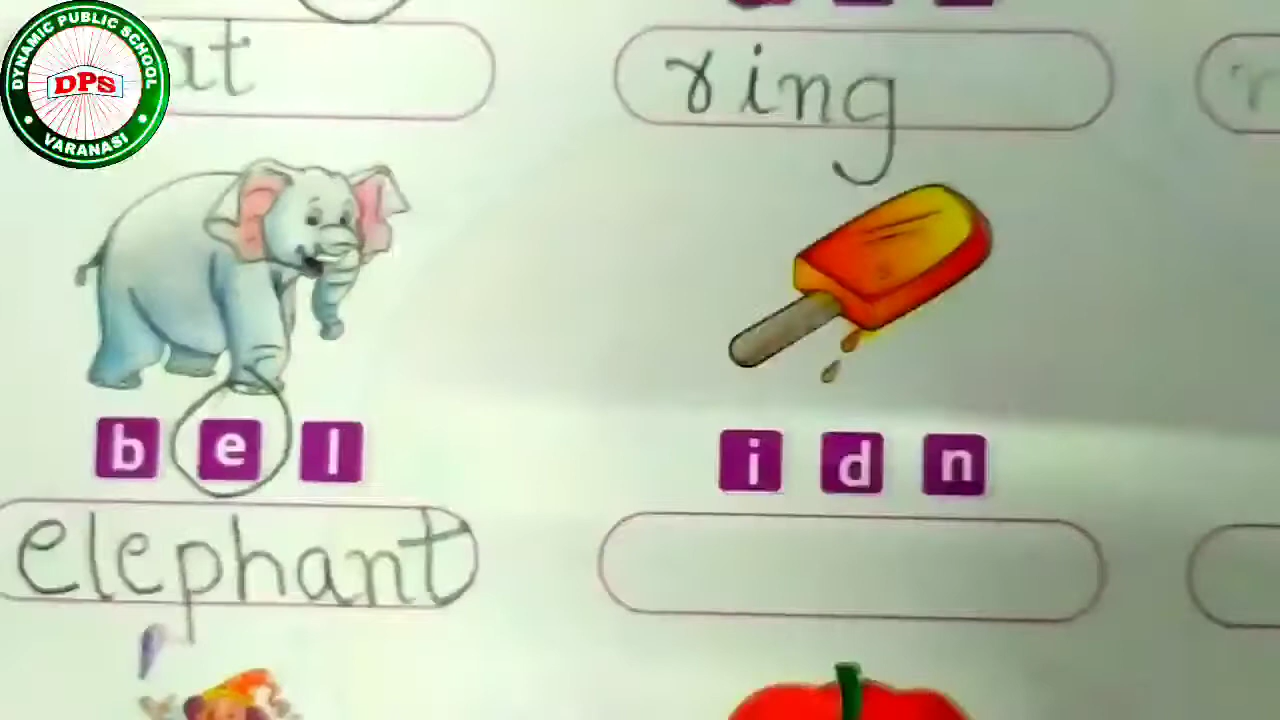 DYNAMIC PUBLIC SCHOOL
DPS
VARANASI
at
ring
b e l
i d n
elephant